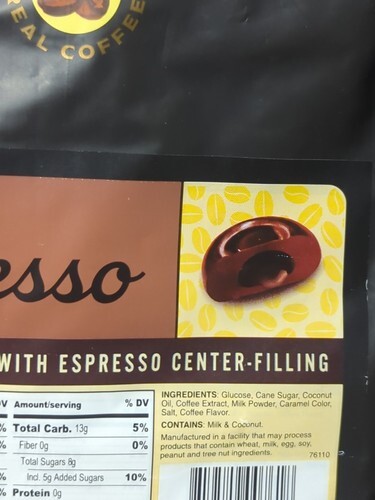 REAL COFFEE
esso
WITH ESPRESSO CENTER-FILLING
DV Amount/serving % DV
% Total Carb. 13g 5%
% Fiber 0g 0%
Total Sugars 8g
% Incl. 5g Added Sugars 10%
% Protein 0g
INGREDIENTS: Glucose, Cane Sugar, Coconut
Oil, Coffee Extract, Milk Powder, Caramel Color,
Salt, Coffee Flavor.
CONTAINS: Milk & Coconut.
Manufactured in a facility that may process
products that contain wheat, milk, egg, soy,
peanut and tree nut ingredients.
76110